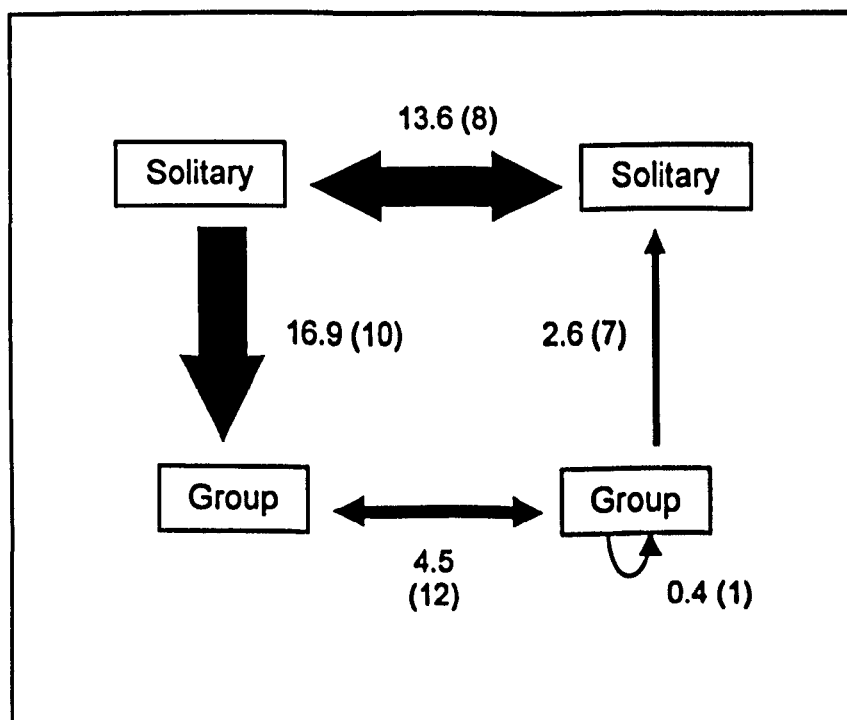 13.6 (8)
Solitary
Solitary
16.9 (10)
2.6 (7)
Group
Group
4.5
(12)
0.4 (1)